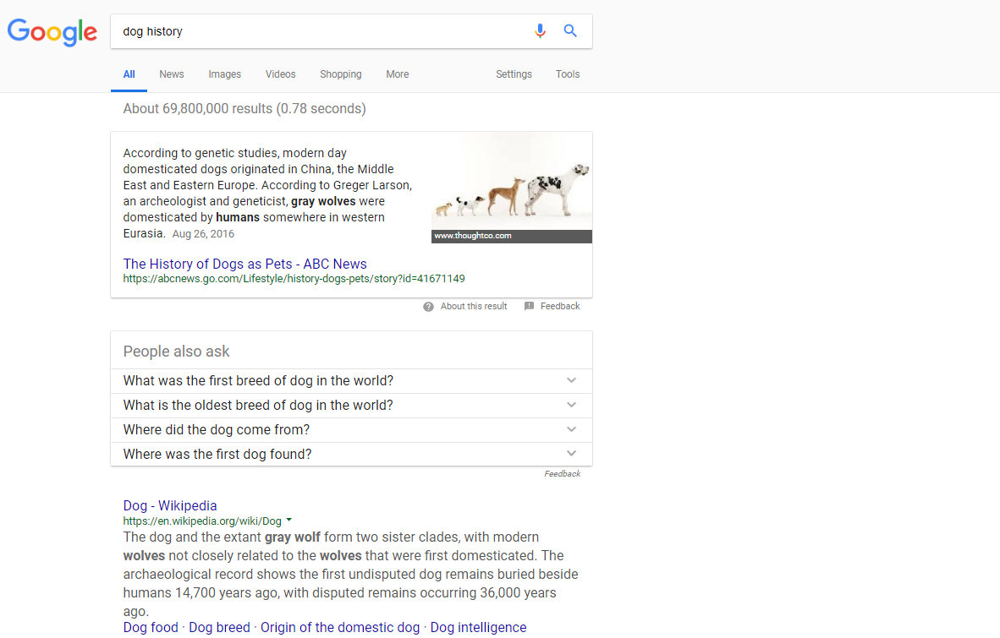 Google
dog history
All News Images Videos Shopping More Settings Tools
About 69,800,000 results (0.78 seconds)
According to genetic studies, modern day
domesticated dogs originated in China, the Middle
East and Eastern Europe. According to Greger Larson,
an archeologist and geneticist, gray wolves were
domesticated by humans somewhere in western
Eurasia. Aug 26, 2016
www.thoughtco.com
The History of Dogs as Pets - ABC News
https://abcnews.go.com/Lifestyle/history-dogs-pets/story?id=41671149
About this result Feedback
People also ask
What was the first breed of dog in the world?
What is the oldest breed of dog in the world?
Where did the dog come from?
Where was the first dog found?
Feedback
Dog - Wikipedia
https://en.wikipedia.org/wiki/Dog
The dog and the extant gray wolf form two sister clades, with modern
wolves not closely related to the wolves that were first domesticated. The
archaeological record shows the first undisputed dog remains buried beside
humans 14,700 years ago, with disputed remains occurring 36,000 years
ago.
Dog food · Dog breed · Origin of the domestic dog · Dog intelligence